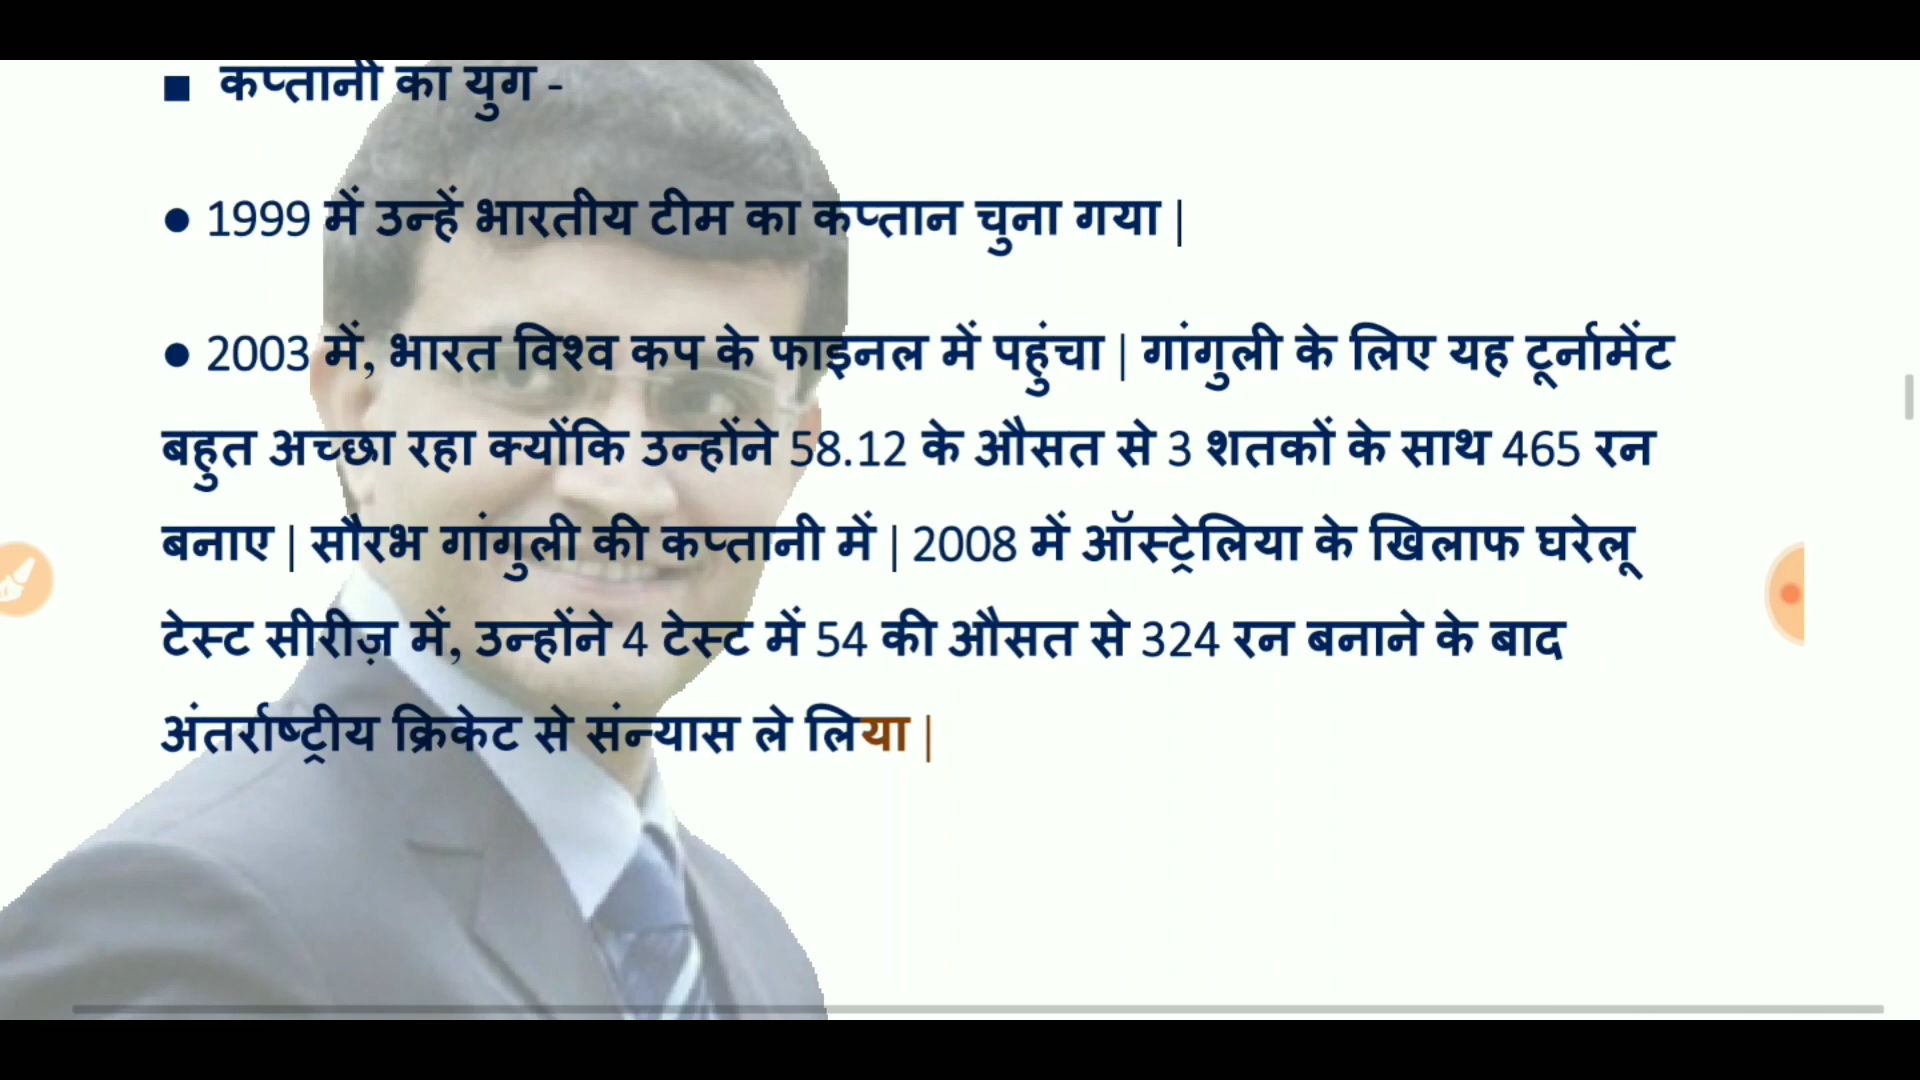 ■ कप्तानी का युग -
● 1999 में उन्हें भारतीय टीम का कप्तान चुना गया |
● 2003 में, भारत विश्व कप के फाइनल में पहुंचा | गांगुली के लिए यह टूर्नामेंट
बहुत अच्छा रहा क्योंकि उन्होंने 58.12 के औसत से 3 शतकों के साथ 465 रन
बनाए | सौरभ गांगुली की कप्तानी में | 2008 में ऑस्ट्रेलिया के खिलाफ घरेलू
टेस्ट सीरीज़ में, उन्होंने 4 टेस्ट में 54 की औसत से 324 रन बनाने के बाद
अंतर्राष्ट्रीय क्रिकेट से संन्यास ले लिया |